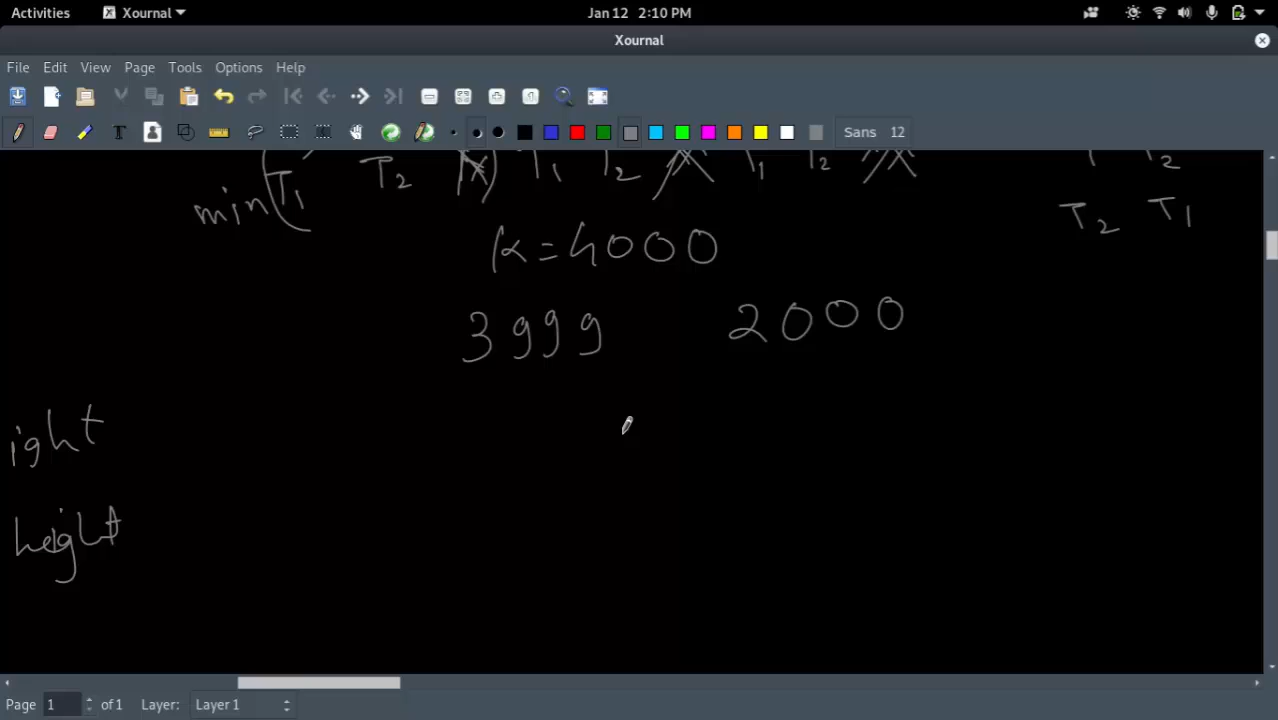 Activities Xournal Jan 12 2:10 PM
Xournal
File Edit View Page Tools Options Help
Sans 12
min(T1 T2 X) T1 T2 X T1 T2 X T2
T2 T1
K=4000
3999 2000
ight
height
Page 1 of 1 Layer: Layer 1